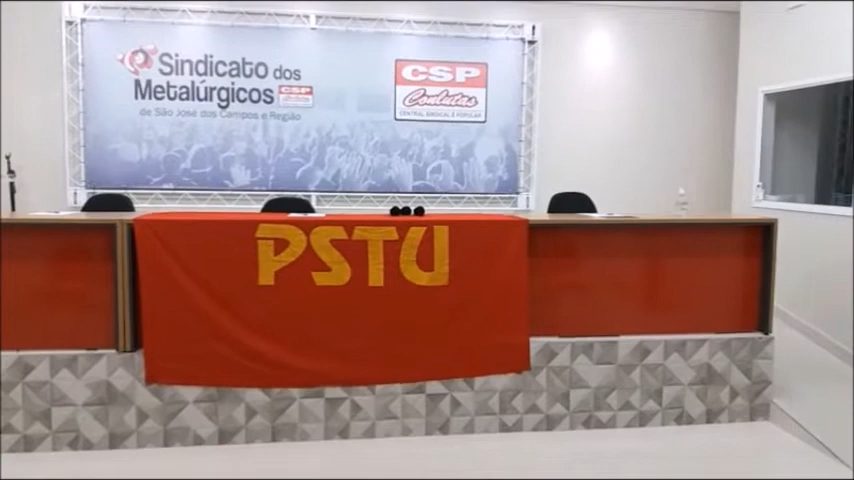 Sindicato dos
Metalúrgicos
CSP
de São José dos Campos e Região
CSP
Conlutas
CENTRAL SINDICAL E POPULAR
PSTU